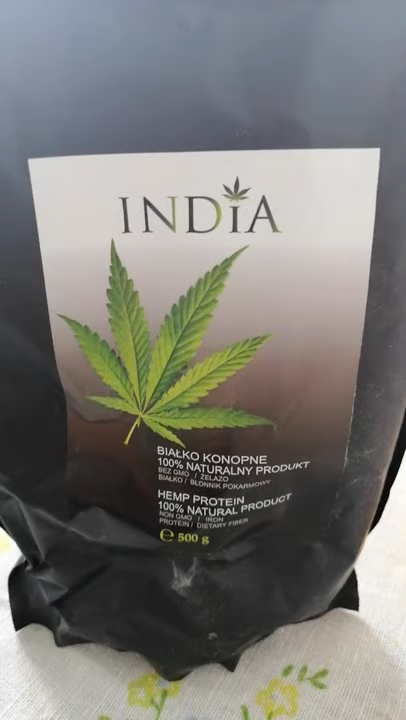 INDiA
BIAŁKO KONOPNE
100% NATURALNY PRODUKT
BEZ GMO / ŻELAZO
BIAŁKO / BŁONNIK POKARMOWY
HEMP PROTEIN
100% NATURAL PRODUCT
NON GMO / IRON
PROTEIN / DIETARY FIBER
℮ 500 g